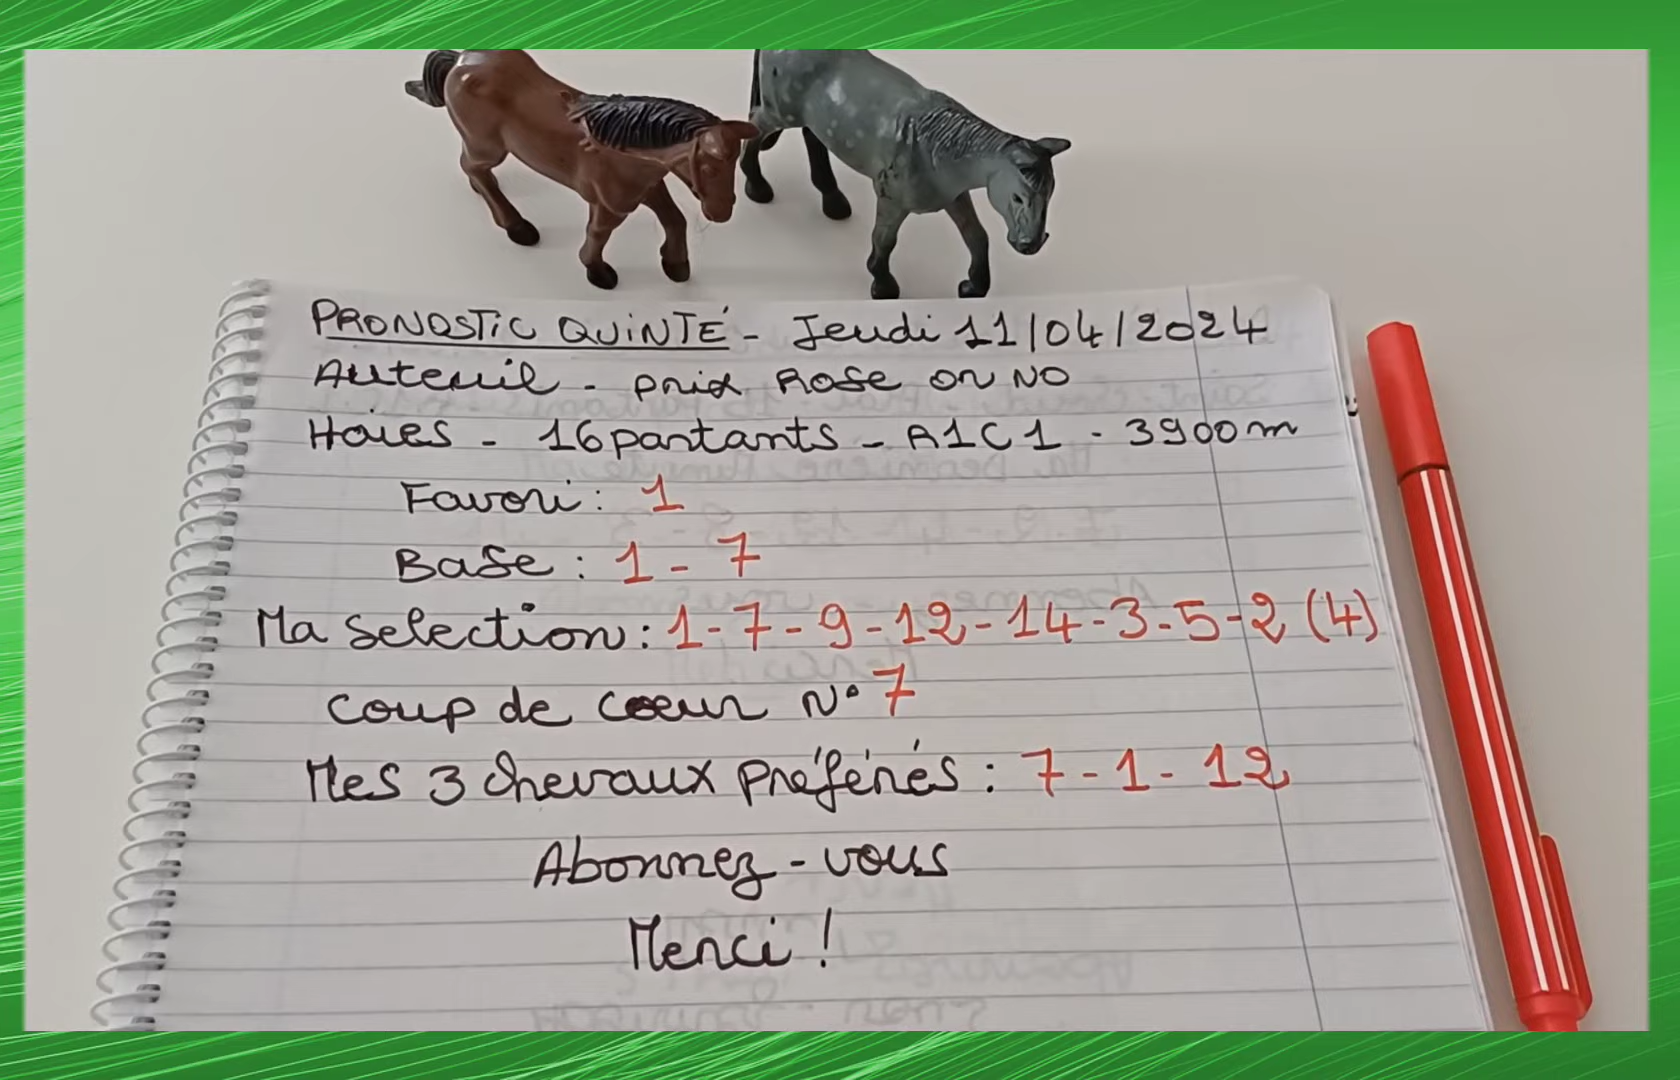 PRONOSTIC QUINTÉ - Jeudi 11/04/2024
Auteuil - prix Rose or no
Haies - 16 partants - A1C1 - 3900m
Favori : 1
Base : 1 - 7
Ma selection : 1 - 7 - 9 - 12 - 14 - 3 - 5 - 2 (4)
coup de coeur N° 7
Mes 3 chevaux préférés : 7 - 1 - 12
Abonnez - vous
Merci !